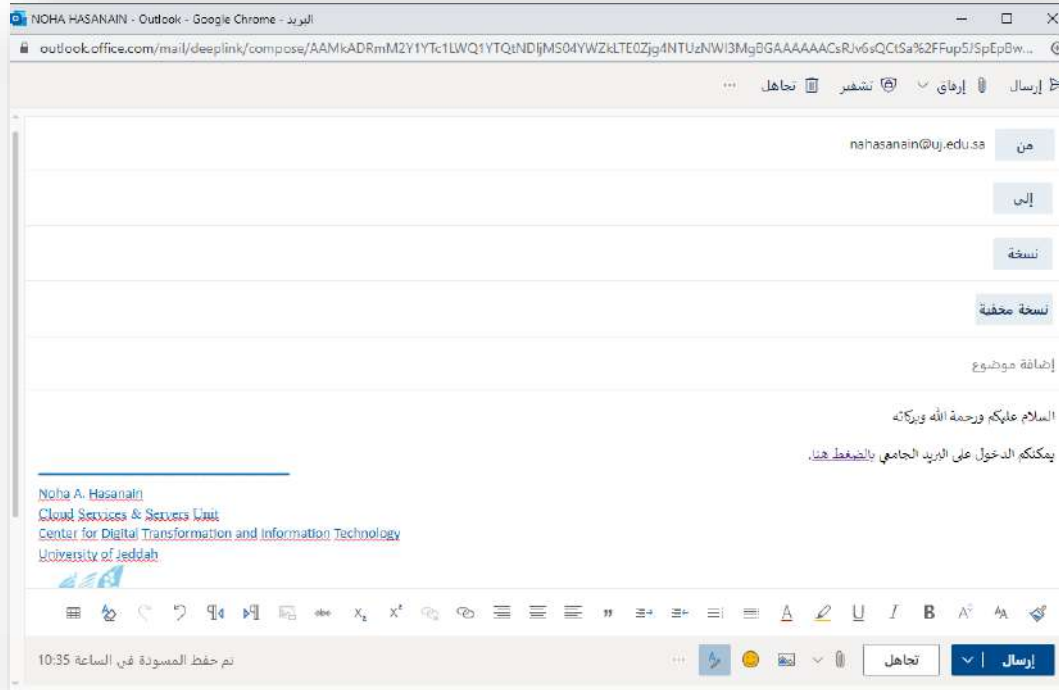 NOHA HASANAIN - Outlook - Google Chrome - البريد
outlook.office.com/mail/deeplink/compose/AAMkADRmM2Y1YTc1LWQ1YTQtNDljMS04YWZkLTE0Zjg4NTUzNWI3MgBGAAAAAACsRJv6sQCtSa%2FFup5JSpEpBw...
إرسال إرفاق تشفير تجاهل ...
من nahasanain@uj.edu.sa
إلى
نسخة
نسخة مخفية
إضافة موضوع
السلام عليكم ورحمة الله وبركاته
يمكنكم الدخول على البريد الجامعي بالضغط هنا.
Noha A. Hasanain
Cloud Services & Servers Unit
Center for Digital Transformation and Information Technology
University of Jeddah
إرسال تجاهل ...
تم حفظ المسودة في الساعة 10:35